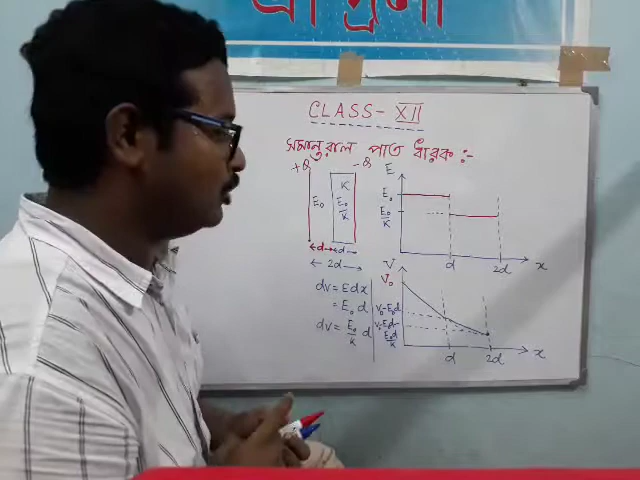 CLASS- XII
সমান্তরাল পাত ধারক :-
+Q
-Q
K
E₀
E₀/K
d
d
2d
E
E₀
E₀/K
d
2d
x
dv = Edx
= E₀ d
dv = E₀/K d
V
V₀
V₀-E₀d
V₀-E₀d-
E₀d/K
d
2d
x